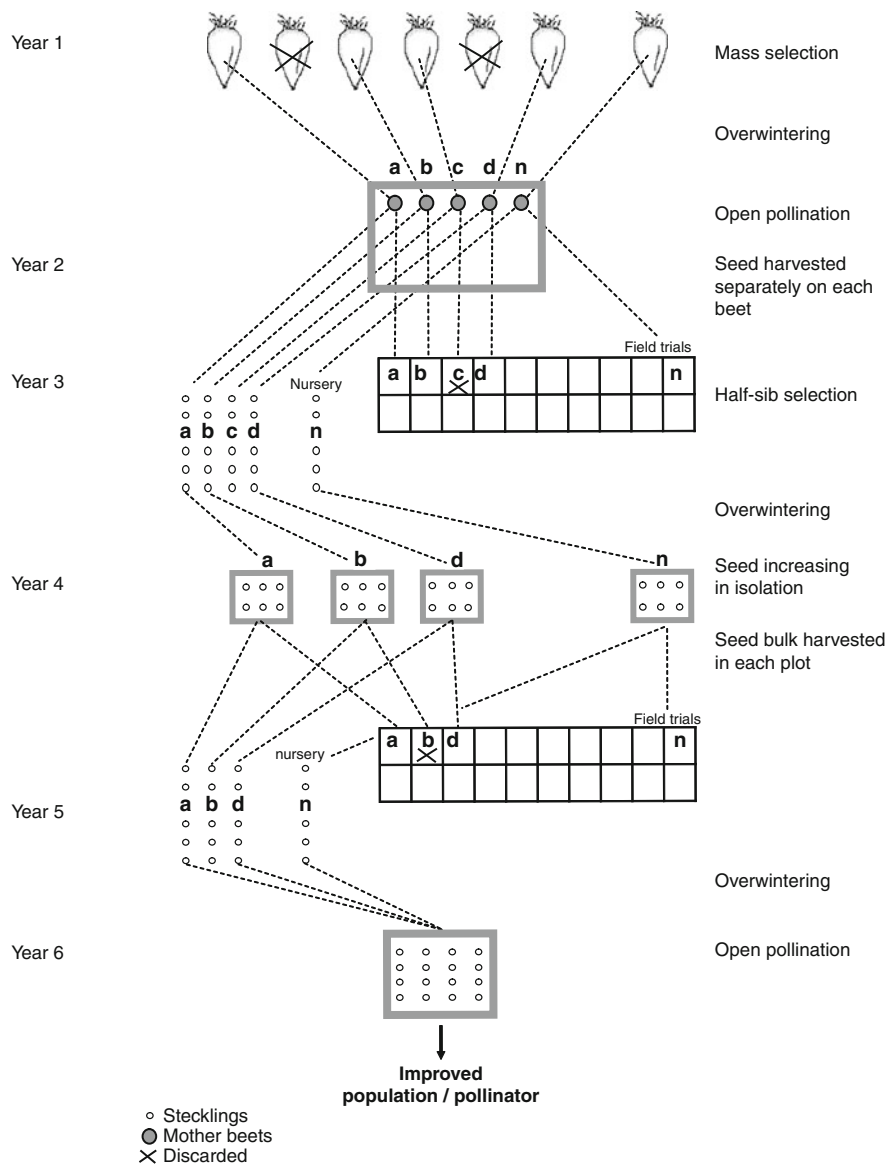 Year 1
Mass selection
Overwintering
a b c d n
Open pollination
Year 2
Seed harvested
separately on each
beet
Field trials
Year 3
Nursery
a b c d n
Half-sib selection
a b c d n
Overwintering
a b d n
Year 4
Seed increasing
in isolation
Seed bulk harvested
in each plot
Field trials
nursery
a b d n
Year 5
a b d n
Overwintering
Year 6
Open pollination
Improved
population / pollinator
Stecklings
Mother beets
Discarded